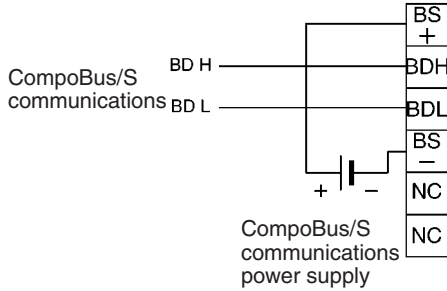 BS
+
BD H
BDH
CompoBus/S
communications
BD L
BDL
BS
–
+
–
NC
NC
CompoBus/S
communications
power supply